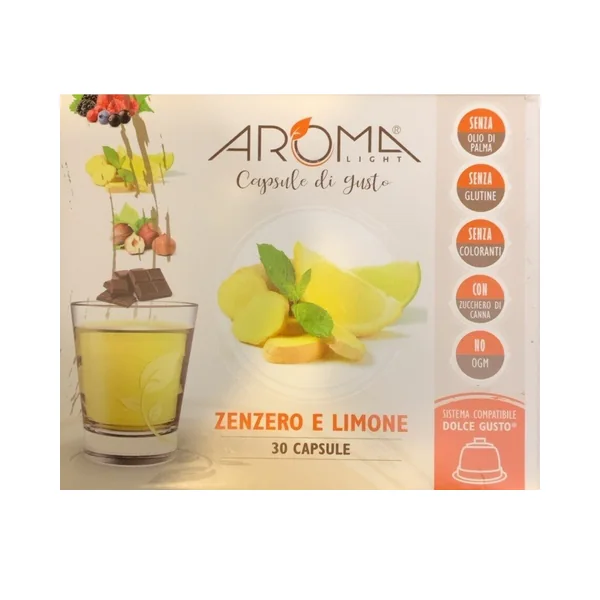 AROMA®
LIGHT
Capsule di gusto
SENZA
OLIO DI
PALMA
SENZA
GLUTINE
SENZA
COLORANTI
CON
ZUCCHERO DI
CANNA
NO
OGM
ZENZERO E LIMONE
30 CAPSULE
SISTEMA COMPATIBILE
DOLCE GUSTO®